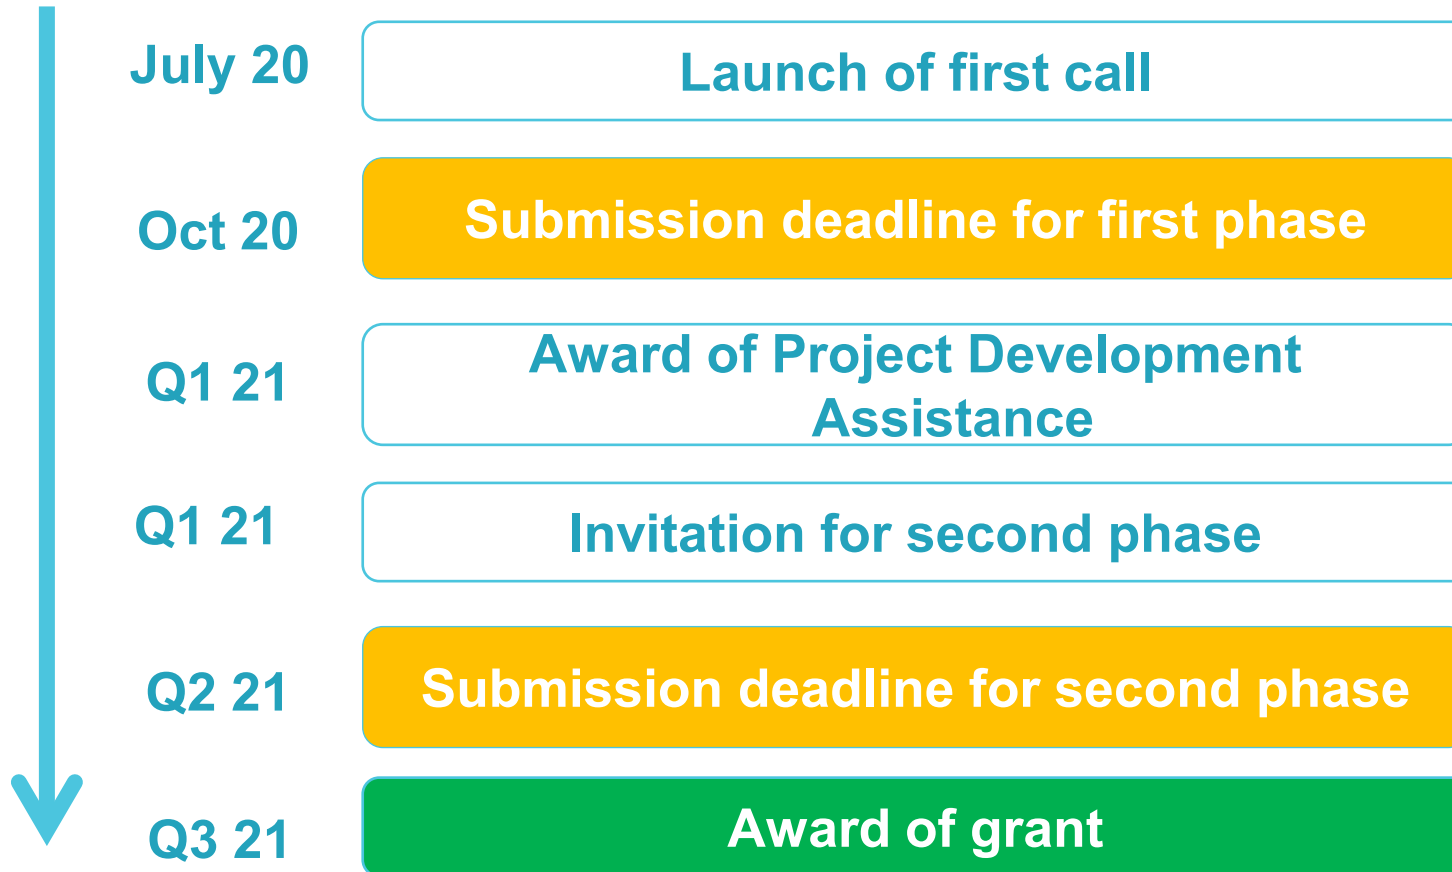 July 20
Launch of first call
Oct 20
Submission deadline for first phase
Q1 21
Award of Project Development
Assistance
Q1 21
Invitation for second phase
Q2 21
Submission deadline for second phase
Q3 21
Award of grant